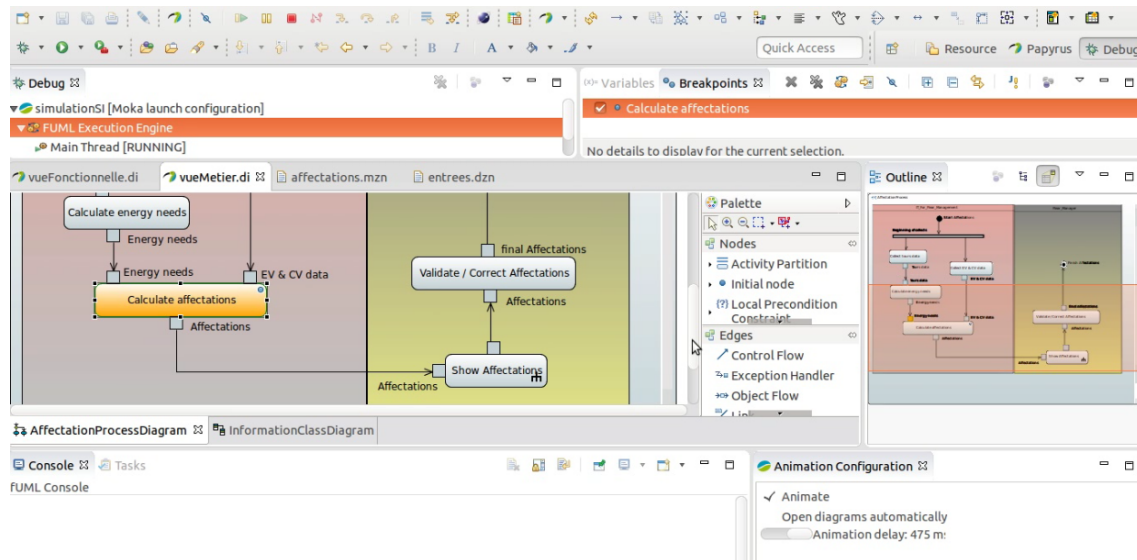 B I A
Quick Access
Resource Papyrus Debug
Debug
simulationSI [Moka launch configuration]
FUML Execution Engine
Main Thread [RUNNING]
(x)= Variables Breakpoints
Calculate affectations
No details to display for the current selection.
vueFonctionnelle.di vueMetier.di affectations.mzn entrees.dzn
Calculate energy needs
Energy needs
Energy needs
EV & CV data
Calculate affectations
Affectations
Affectations
final Affectations
Validate / Correct Affectations
Affectations
Show Affectations
Palette
Nodes
Activity Partition
Initial node
Local Precondition
Constraint
Edges
Control Flow
Exception Handler
Object Flow
Outline
AffectationProcessDiagram InformationClassDiagram
Console Tasks
fUML Console
Animation Configuration
Animate
Open diagrams automatically
Animation delay: 475 m